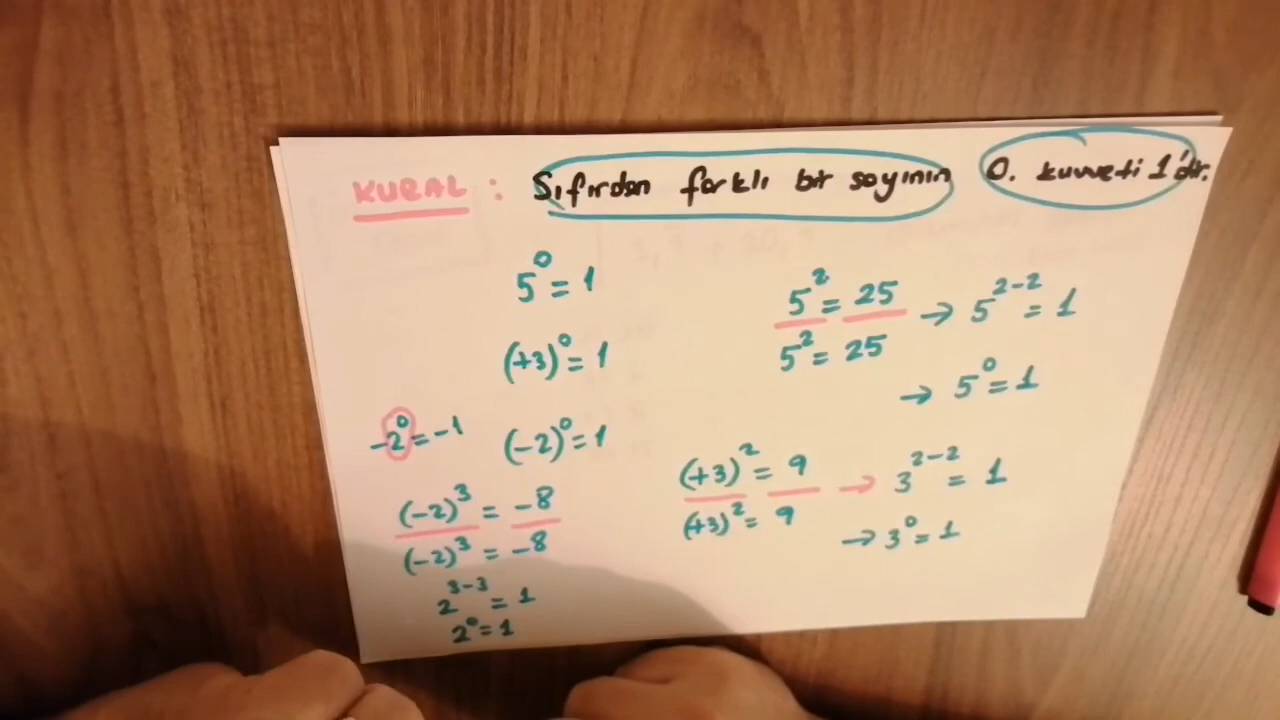 KURAL : Sıfırdan farklı bir sayının 0. kuvveti 1'dir.
5⁰ = 1
(+3)⁰ = 1
-2⁰ = -1
(-2)⁰ = 1
(-2)³ = -8
(-2)³ = -8
2³⁻³ = 1
2⁰ = 1
5² = 25 → 5²⁻² = 1
5² = 25
→ 5⁰ = 1
(+3)² = 9 → 3²⁻² = 1
(+3)² = 9
→ 3⁰ = 1